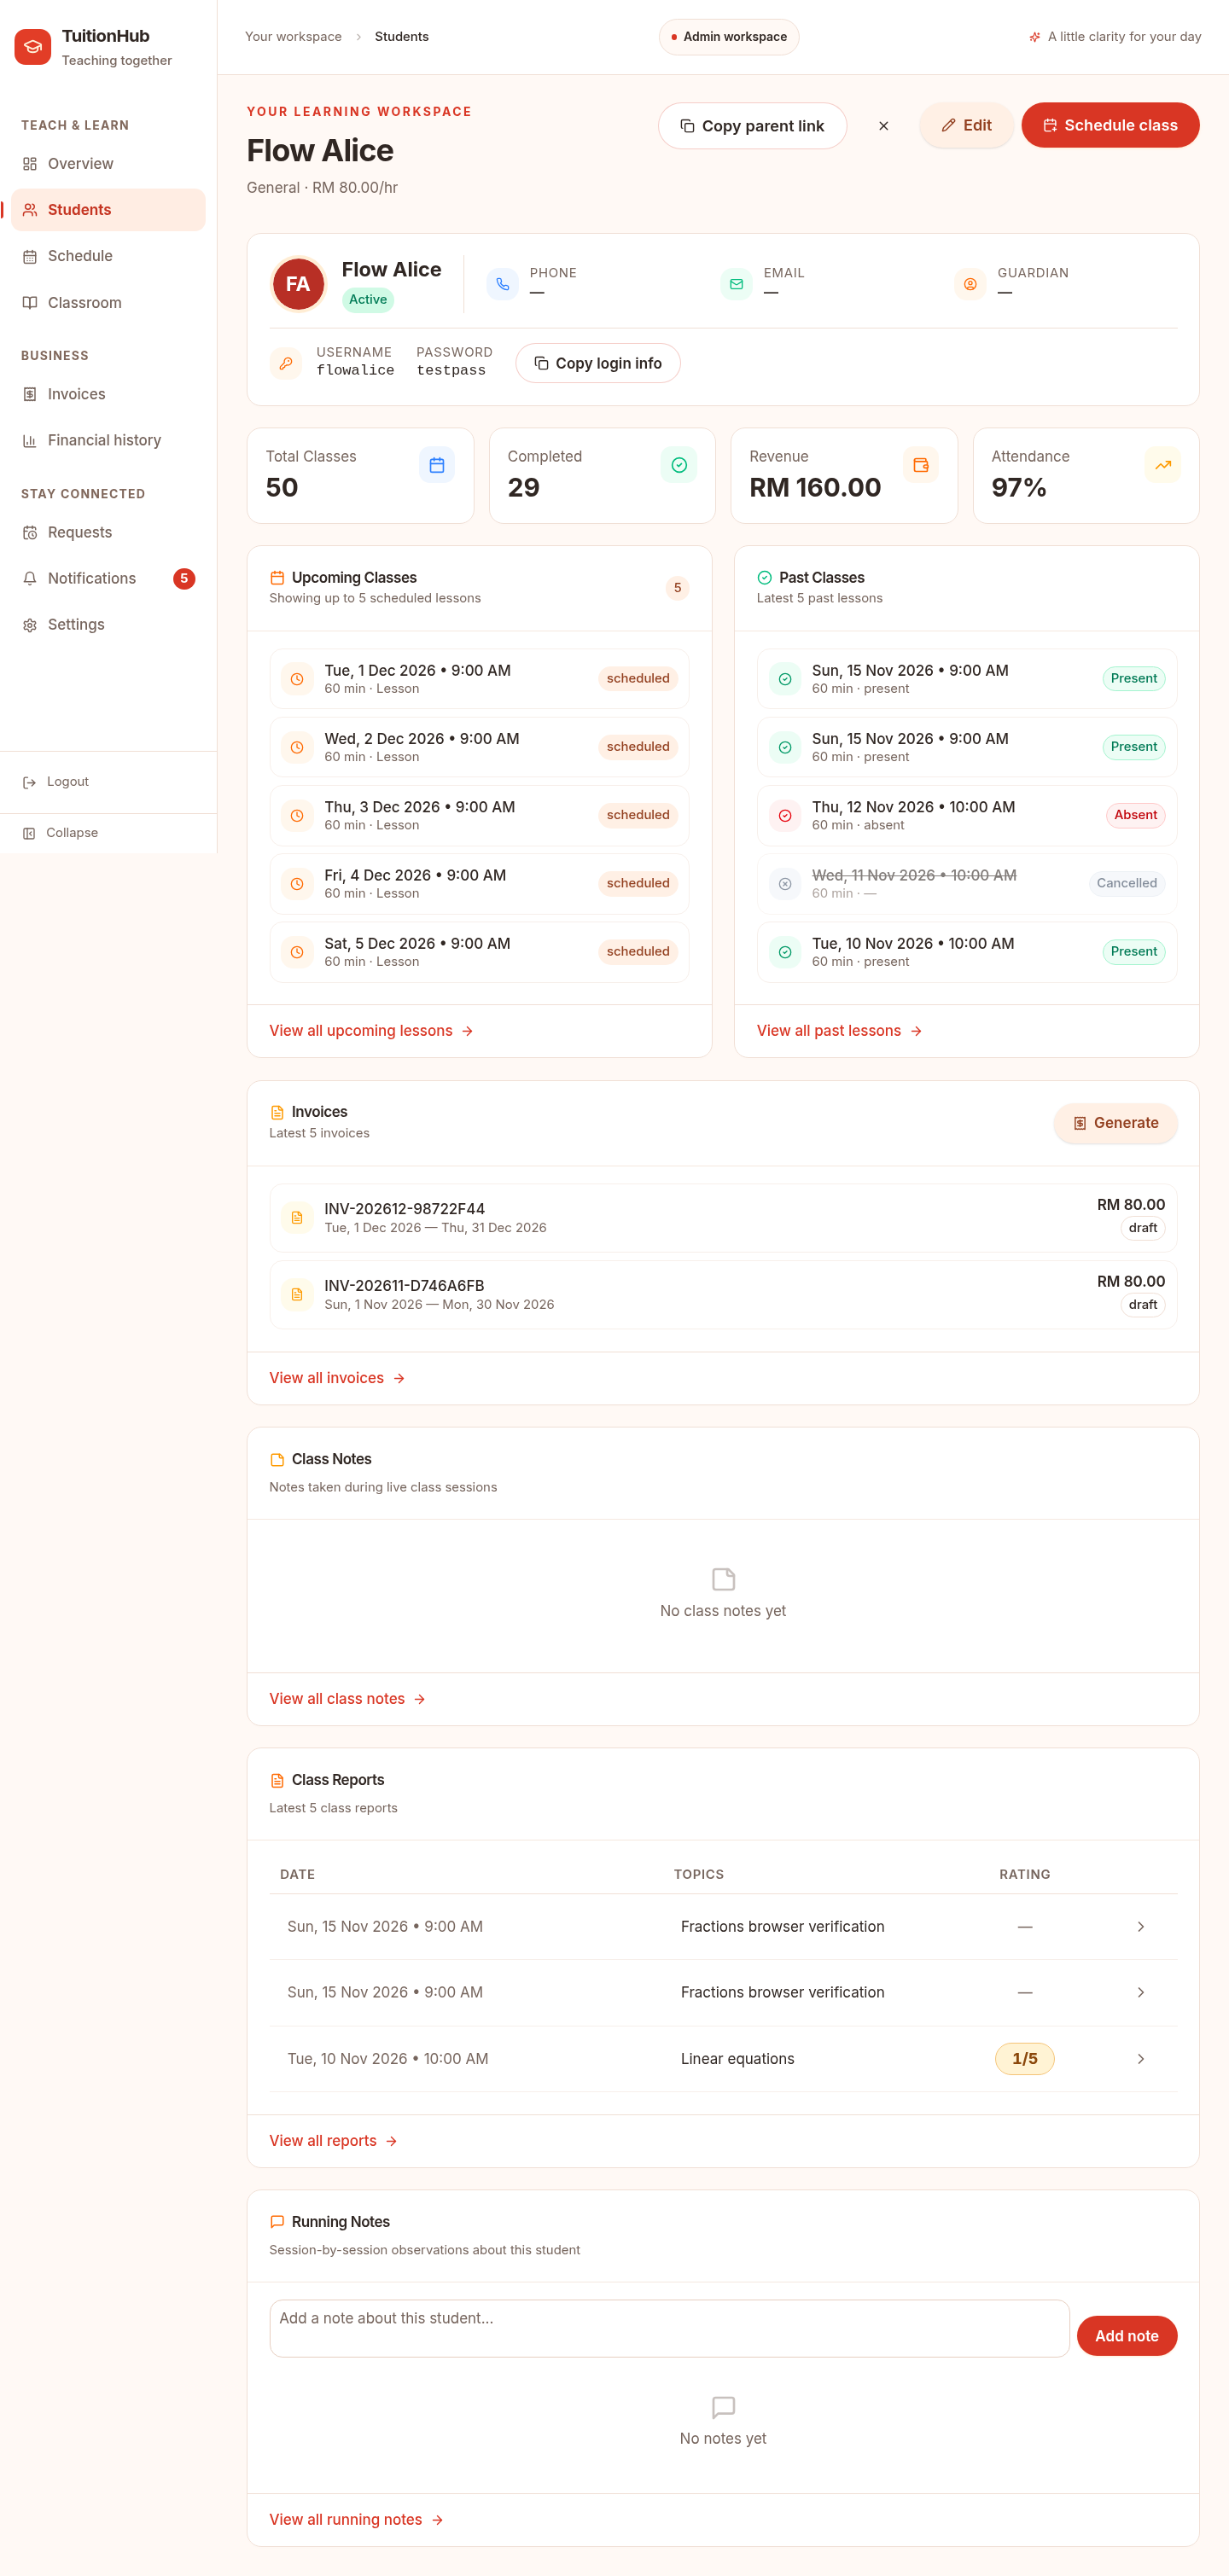 TuitionHub
Teaching together
TEACH & LEARN
Overview
Students
Schedule
Classroom
BUSINESS
Invoices
Financial history
STAY CONNECTED
Requests
Notifications 5
Settings
Logout
Collapse
Your workspace Students
Admin workspace
A little clarity for your day
YOUR LEARNING WORKSPACE
Flow Alice
General · RM 80.00/hr
Copy parent link
Edit
Schedule class
FA
Flow Alice
Active
PHONE
—
EMAIL
—
GUARDIAN
—
USERNAME
flowalice
PASSWORD
testpass
Copy login info
Total Classes
50
Completed
29
Revenue
RM 160.00
Attendance
97%
Upcoming Classes
Showing up to 5 scheduled lessons
5
Tue, 1 Dec 2026 • 9:00 AM
60 min · Lesson
scheduled
Wed, 2 Dec 2026 • 9:00 AM
60 min · Lesson
scheduled
Thu, 3 Dec 2026 • 9:00 AM
60 min · Lesson
scheduled
Fri, 4 Dec 2026 • 9:00 AM
60 min · Lesson
scheduled
Sat, 5 Dec 2026 • 9:00 AM
60 min · Lesson
scheduled
View all upcoming lessons
Past Classes
Latest 5 past lessons
Sun, 15 Nov 2026 • 9:00 AM
60 min · present
Present
Sun, 15 Nov 2026 • 9:00 AM
60 min · present
Present
Thu, 12 Nov 2026 • 10:00 AM
60 min · absent
Absent
Wed, 11 Nov 2026 • 10:00 AM
60 min · —
Cancelled
Tue, 10 Nov 2026 • 10:00 AM
60 min · present
Present
View all past lessons
Invoices
Latest 5 invoices
Generate
INV-202612-98722F44
Tue, 1 Dec 2026 — Thu, 31 Dec 2026
RM 80.00
draft
INV-202611-D746A6FB
Sun, 1 Nov 2026 — Mon, 30 Nov 2026
RM 80.00
draft
View all invoices
Class Notes
Notes taken during live class sessions
No class notes yet
View all class notes
Class Reports
Latest 5 class reports
DATE TOPICS RATING
Sun, 15 Nov 2026 • 9:00 AM Fractions browser verification —
Sun, 15 Nov 2026 • 9:00 AM Fractions browser verification —
Tue, 10 Nov 2026 • 10:00 AM Linear equations 1/5
View all reports
Running Notes
Session-by-session observations about this student
Add a note about this student...
Add note
No notes yet
View all running notes